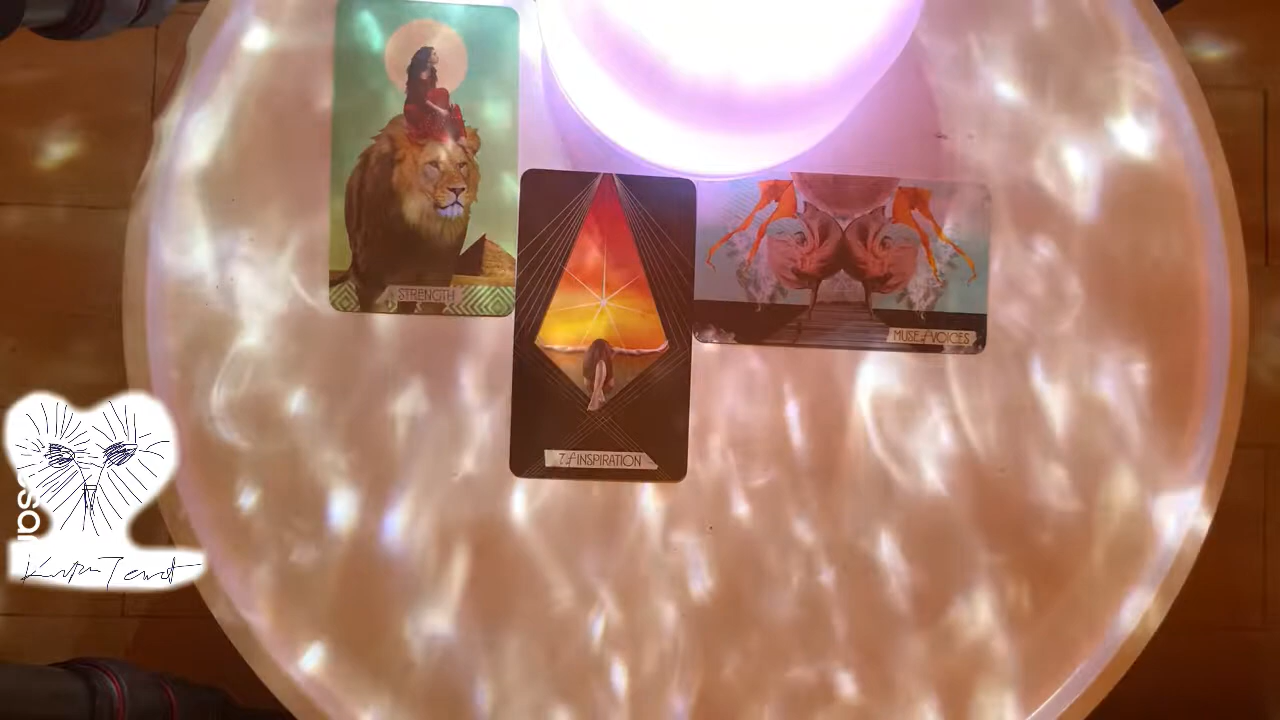 STRENGTH
MUSE of VOICES
7 of INSPIRATION